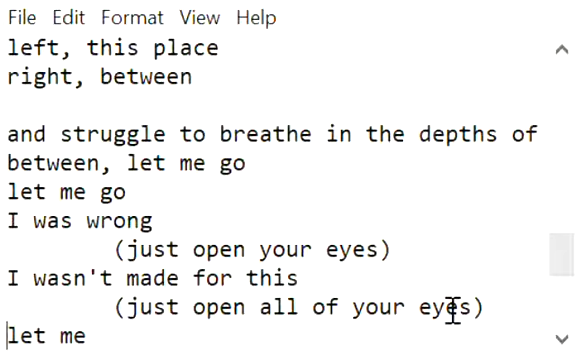 File Edit Format View Help
left, this place
right, between

and struggle to breathe in the depths of
between, let me go
let me go
I was wrong
(just open your eyes)
I wasn't made for this
(just open all of your eyes)
let me